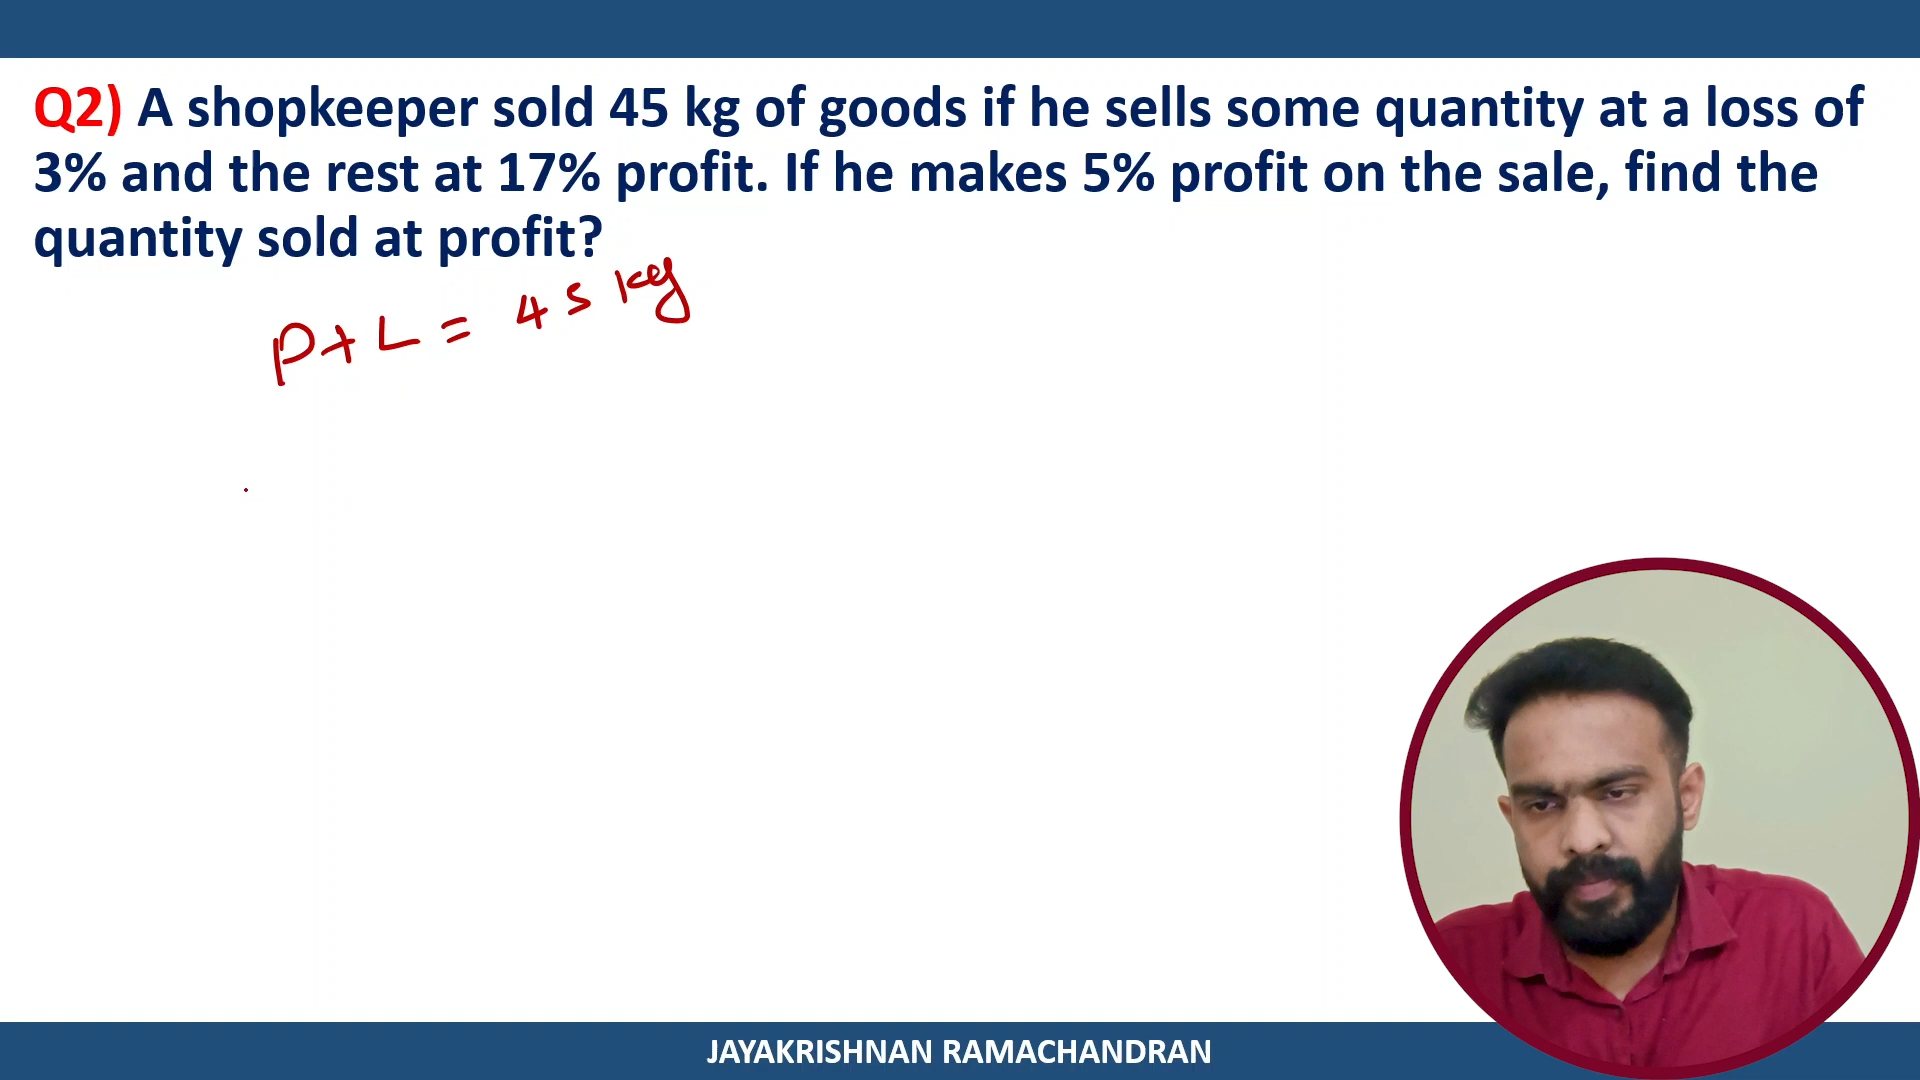 Q2) A shopkeeper sold 45 kg of goods if he sells some quantity at a loss of
3% and the rest at 17% profit. If he makes 5% profit on the sale, find the
quantity sold at profit?
P+L = 45 kg
JAYAKRISHNAN RAMACHANDRAN